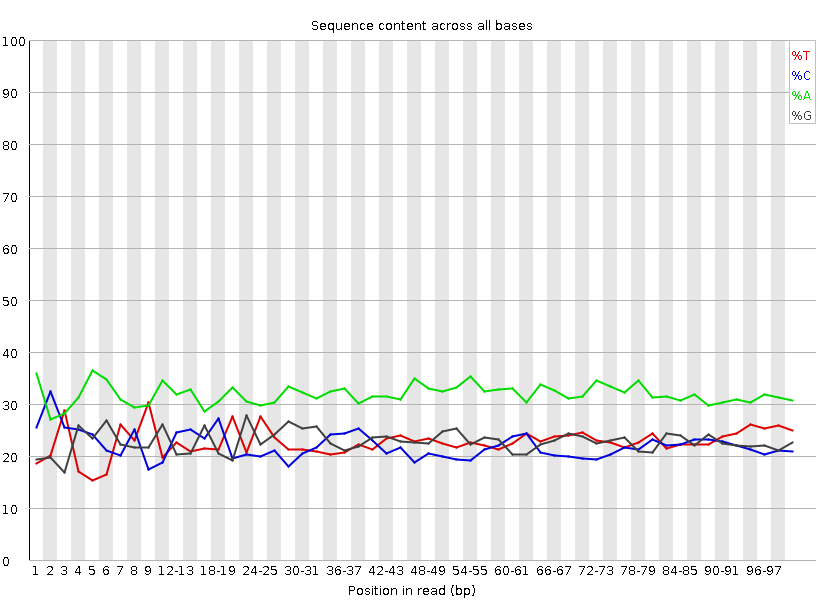 Sequence content across all bases
%T
%C
%A
%G
100
90
80
70
60
50
40
30
20
10
0
1 2 3 4 5 6 7 8 9 12-13 18-19 24-25 30-31 36-37 42-43 48-49 54-55 60-61 66-67 72-73 78-79 84-85 90-91 96-97
Position in read (bp)